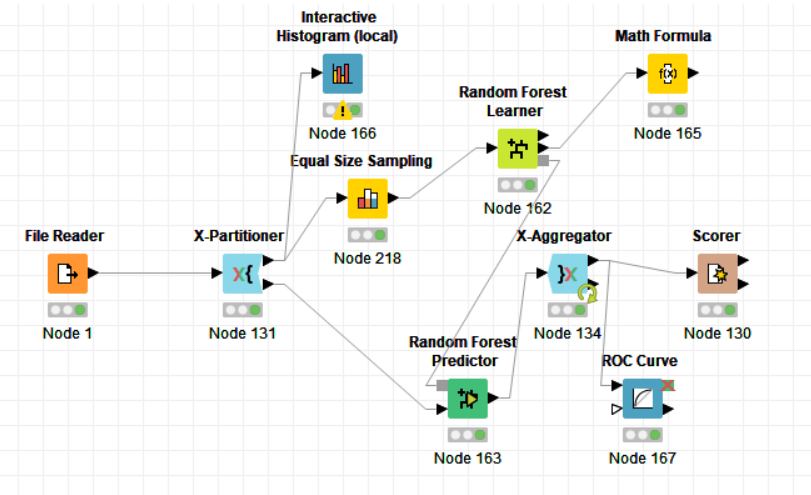 Interactive
Histogram (local)
Node 166
Math Formula
f(x)
Node 165
Random Forest
Learner
Node 162
Equal Size Sampling
Node 218
File Reader
Node 1
X-Partitioner
X{
Node 131
X-Aggregator
}X
Node 134
Scorer
Node 130
Random Forest
Predictor
Node 163
ROC Curve
Node 167